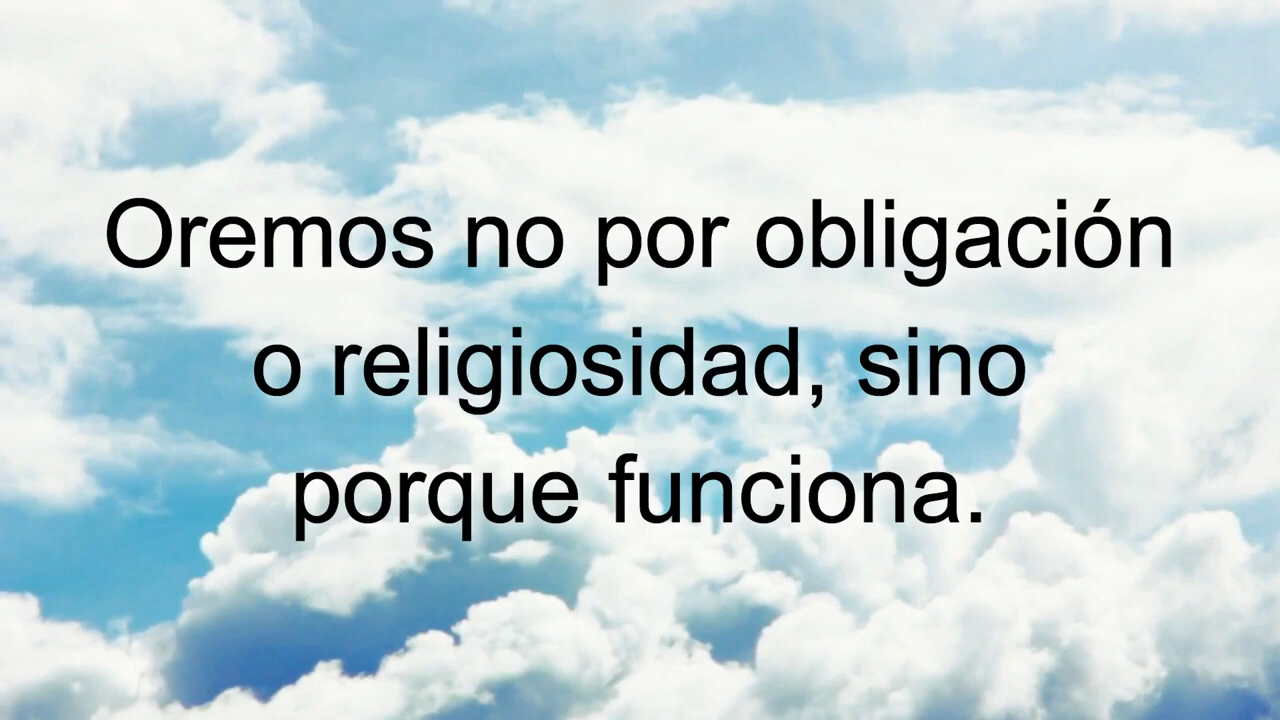 Oremos no por obligación
o religiosidad, sino
porque funciona.